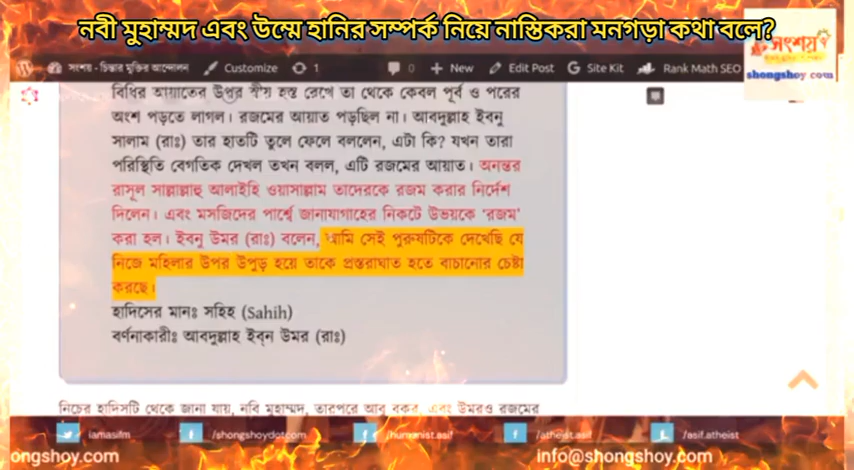 নবী মুহাম্মদ এবং উম্মে হানির সম্পর্ক নিয়ে নাস্তিকরা মনগড়া কথা বলে?
সংশয়
shongshoy.com
সংশয় - চিন্তার মুক্তির আন্দোলন Customize 1 0 New Edit Post Site Kit Rank Math SEO
বিধির আয়াতের উপর স্বীয় হস্ত রেখে তা থেকে কেবল পূর্ব ও পরের
অংশ পড়তে লাগল। রজমের আয়াত পড়ছিল না। আবদুল্লাহ ইবনু
সালাম (রাঃ) তার হাতটি তুলে ফেলে বললেন, এটা কি? যখন তারা
পরিস্থিতি বেগতিক দেখল তখন বলল, এটি রজমের আয়াত। অনন্তর
রাসূল সাল্লাল্লাহু আলাইহি ওয়াসাল্লাম তাদেরকে রজম করার নির্দেশ
দিলেন। এবং মসজিদের পার্শ্বে জানাযাগাহের নিকটে উভয়কে ‘রজম’
করা হল। ইবনু উমর (রাঃ) বলেন, আমি সেই পুরুষটিকে দেখেছি যে
নিজে মহিলার উপর উপুড় হয়ে তাকে প্রস্তরাঘাত হতে বাচানোর চেষ্টা
করছে।
হাদিসের মানঃ সহিহ (Sahih)
বর্ণনাকারীঃ আবদুল্লাহ ইব্‌ন উমর (রাঃ)
নিচের হাদিসটি থেকে জানা যায়, নবি মুহাম্মদ, তারপরে আবু বকর, এবং উমরও রজমের
iamasifm /shongshoydotcom /humanist.asif /atheist.asif /asif.atheist
ongshoy.com info@shongshoy.com